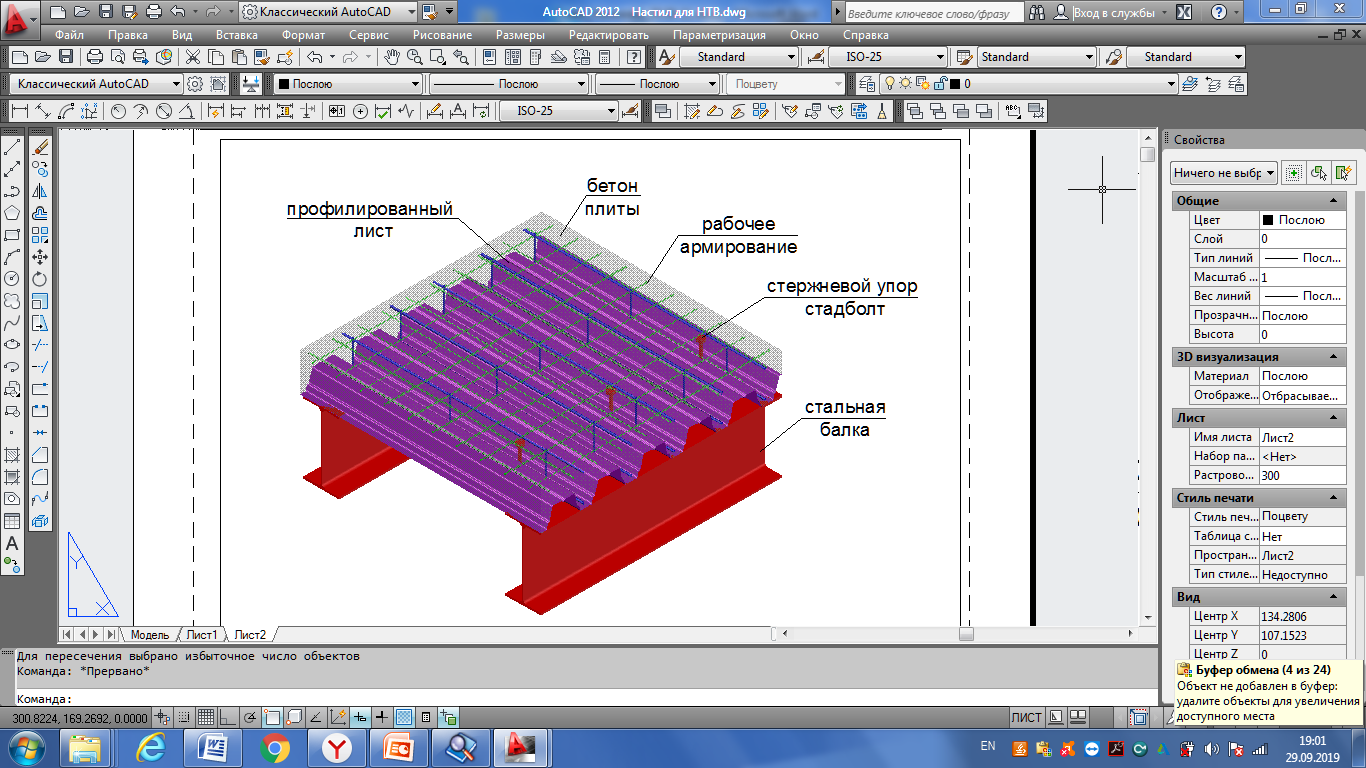 Классический AutoCAD
AutoCAD 2012 Настил для НТВ.dwg
Введите ключевое слово/фразу
Вход в службы
Файл Правка Вид Вставка Формат Сервис Рисование Размеры Редактировать Параметризация Окно Справка
Standard ISO-25 Standard Standard
Классический AutoCAD Послою Послою Послою Поцвету 0
ISO-25
бетон
плиты
профилированный
лист
рабочее
армирование
стержневой упор
стадболт
стальная
балка
Y
X
Модель Лист1 Лист2
Свойства
Ничего не выбр
Общие
Цвет Послою
Слой 0
Тип линий Посл...
Масштаб ... 1
Вес линий Посл...
Прозрачн... Послою
Высота 0
3D визуализация
Материал Послою
Отображе... Отбрасывае...
Лист
Имя листа Лист2
Набор па... <Нет>
Растрово... 300
Стиль печати
Стиль печ... Поцвету
Таблица с... Нет
Простран... Лист2
Тип стиле... Недоступно
Вид
Центр X 134.2806
Центр Y 107.1523
Центр Z 0
Для пересечения выбрано избыточное число объектов
Команда: *Прервано*
Команда:
300.8224, 169.2692, 0.0000
ЛИСТ
Буфер обмена (4 из 24)
Объект не добавлен в буфер:
удалите объекты для увеличения
доступного места
EN
19:01
29.09.2019